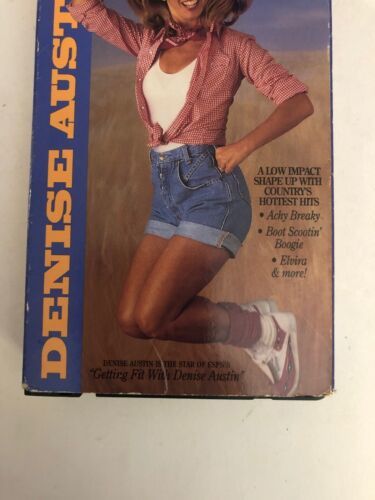 DENISE AUST
A LOW IMPACT
SHAPE UP WITH
COUNTRY'S
HOTTEST HITS
• Achy Breaky
• Boot Scootin'
Boogie
• Elvira
& more!
DENISE AUSTIN IS THE STAR OF ESPN'S
"Getting Fit With Denise Austin"